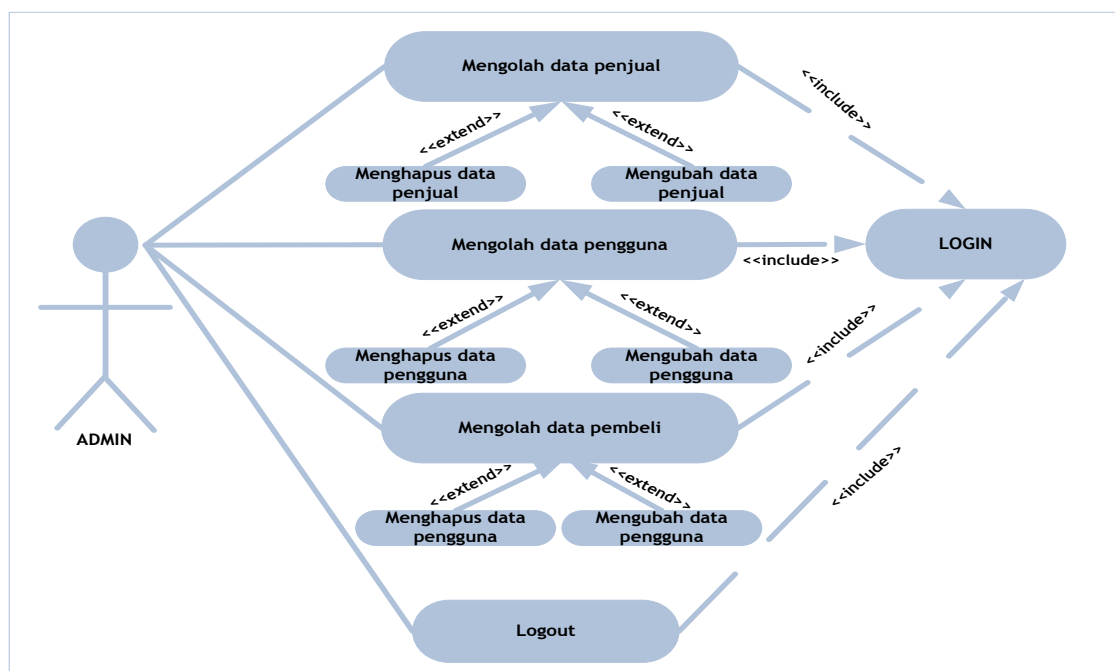 Mengolah data penjual
<<include>>
<<extend>>
<<extend>>
Menghapus data
penjual
Mengubah data
penjual
Mengolah data pengguna
LOGIN
<<include>>
<<extend>>
<<extend>>
Menghapus data
pengguna
Mengubah data
pengguna
<<include>>
ADMIN
Mengolah data pembeli
<<extend>>
<<extend>>
<<include>>
Menghapus data
pengguna
Mengubah data
pengguna
Logout